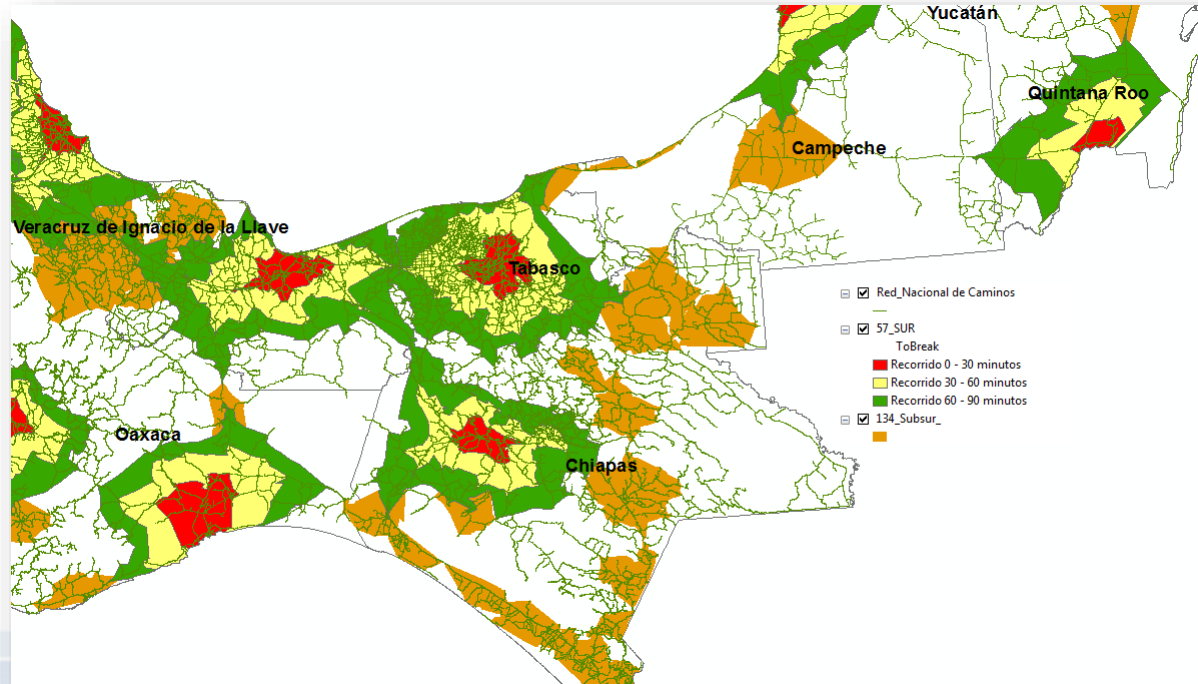 Yucatán
Quintana Roo
Campeche
Veracruz de Ignacio de la Llave
Tabasco
Oaxaca
Chiapas
Red_Nacional de Caminos
57_SUR
ToBreak
Recorrido 0 - 30 minutos
Recorrido 30 - 60 minutos
Recorrido 60 - 90 minutos
134_Subsur_